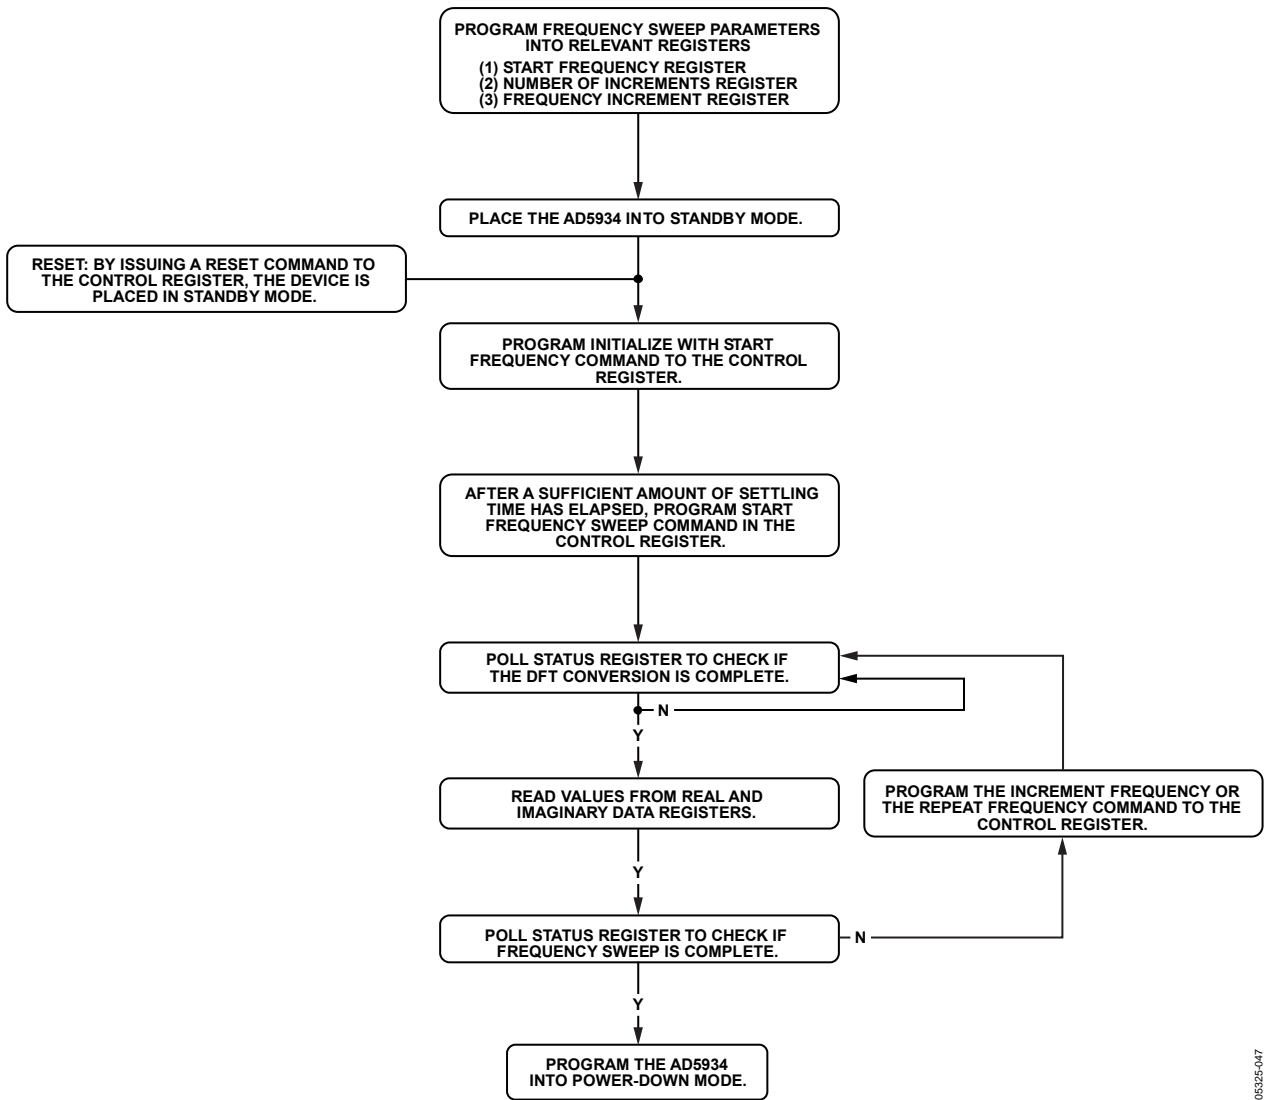 PROGRAM FREQUENCY SWEEP PARAMETERS
INTO RELEVANT REGISTERS
(1) START FREQUENCY REGISTER
(2) NUMBER OF INCREMENTS REGISTER
(3) FREQUENCY INCREMENT REGISTER
PLACE THE AD5934 INTO STANDBY MODE.
RESET: BY ISSUING A RESET COMMAND TO
THE CONTROL REGISTER, THE DEVICE IS
PLACED IN STANDBY MODE.
PROGRAM INITIALIZE WITH START
FREQUENCY COMMAND TO THE CONTROL
REGISTER.
AFTER A SUFFICIENT AMOUNT OF SETTLING
TIME HAS ELAPSED, PROGRAM START
FREQUENCY SWEEP COMMAND IN THE
CONTROL REGISTER.
POLL STATUS REGISTER TO CHECK IF
THE DFT CONVERSION IS COMPLETE.
N
Y
READ VALUES FROM REAL AND
IMAGINARY DATA REGISTERS.
PROGRAM THE INCREMENT FREQUENCY OR
THE REPEAT FREQUENCY COMMAND TO THE
CONTROL REGISTER.
Y
POLL STATUS REGISTER TO CHECK IF
FREQUENCY SWEEP IS COMPLETE.
N
Y
PROGRAM THE AD5934
INTO POWER-DOWN MODE.
05325-047